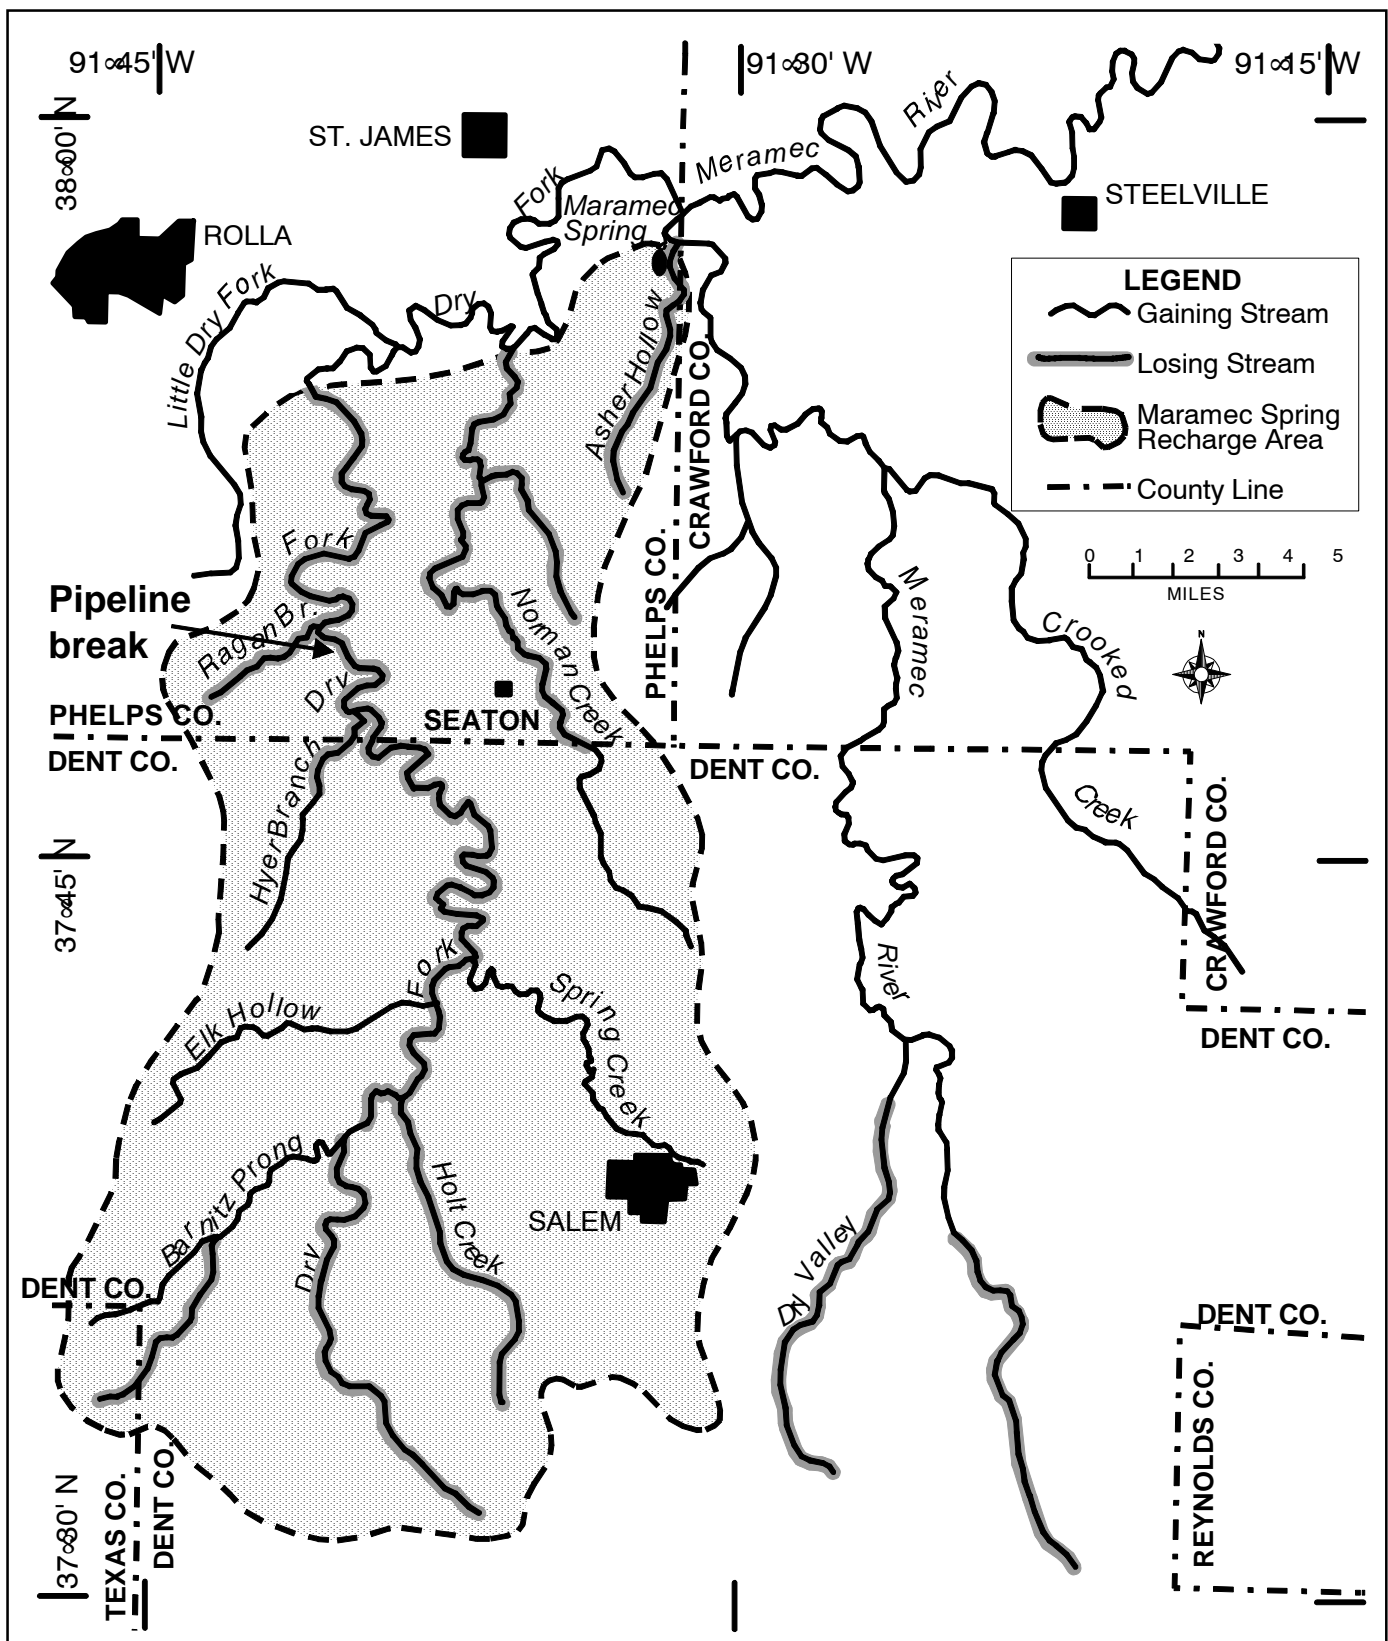 91∞45' W
91∞30' W
91∞15' W
38∞00' N
ST. JAMES
Meramec River
STEELVILLE
Fork
Maramec
Spring
ROLLA
Little Dry Fork
Dry
LEGEND
Gaining Stream
Losing Stream
Maramec Spring
Recharge Area
County Line
Asher Hollow
CRAWFORD CO.
PHELPS CO.
0 1 2 3 4 5
MILES
N
Fork
Pipeline
break
Ragan Br.
Norman Creek
Meramec
Crooked
Dry
PHELPS CO.
SEATON
DENT CO.
DENT CO.
Hyer Branch
Creek
CRAWFORD CO.
37∞45' N
River
Fork
Spring Creek
Elk Hollow
DENT CO.
Barnitz Prong
Holt Creek
SALEM
Dry
Dry Valley
DENT CO.
DENT CO.
REYNOLDS CO.
37∞30' N
TEXAS CO.
DENT CO.